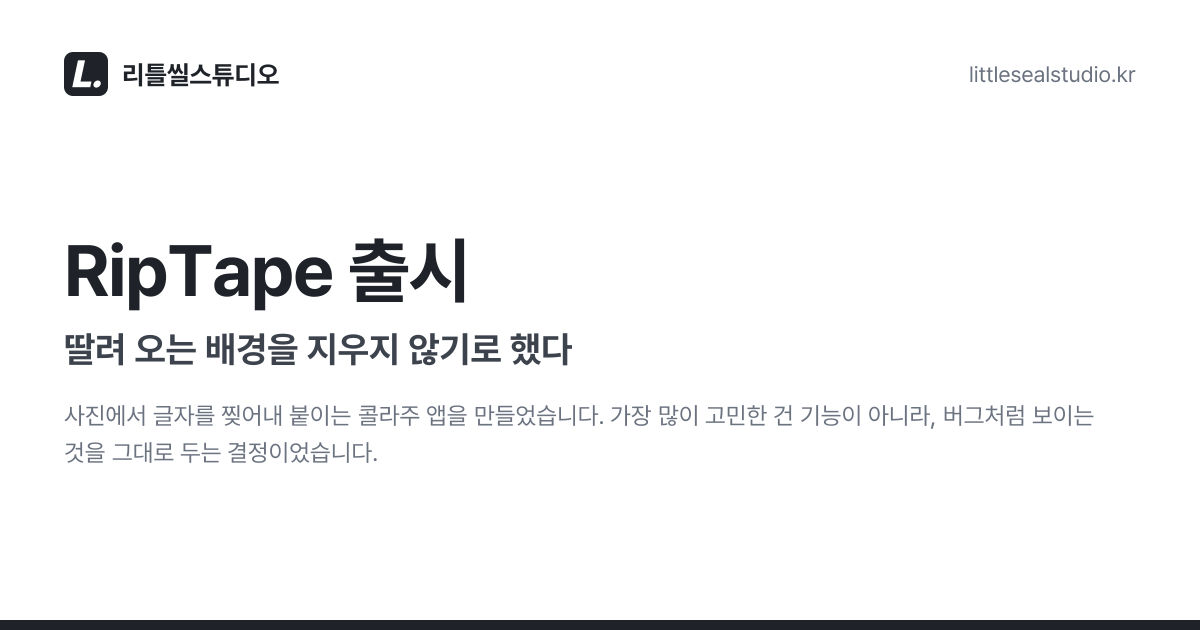 L. 리틀씰스튜디오
littlesealstudio.kr
RipTape 출시
딸려 오는 배경을 지우지 않기로 했다
사진에서 글자를 찢어내 붙이는 콜라주 앱을 만들었습니다. 가장 많이 고민한 건 기능이 아니라, 버그처럼 보이는
것을 그대로 두는 결정이었습니다.